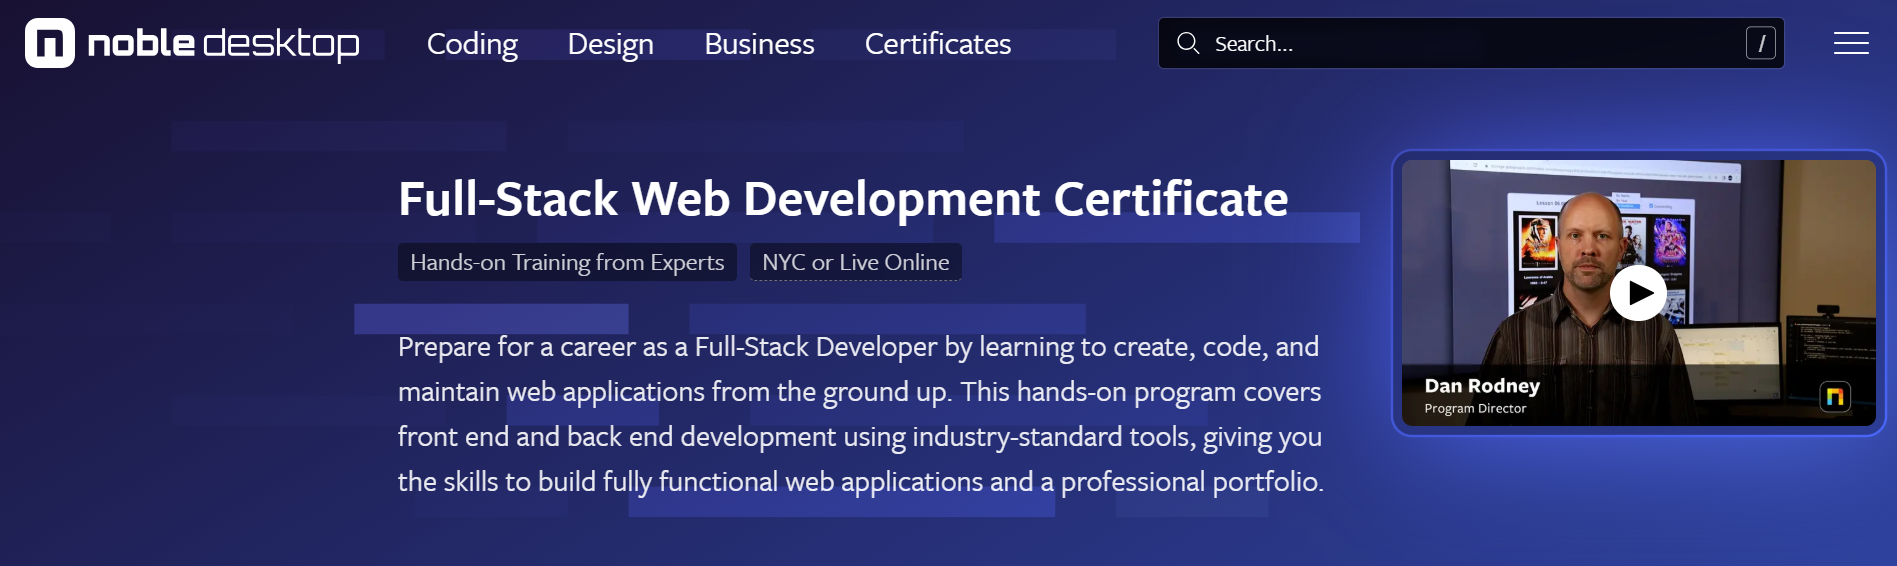 noble desktop
Coding
Design
Business
Certificates
Search...
/
Full-Stack Web Development Certificate
Hands-on Training from Experts
NYC or Live Online
Prepare for a career as a Full-Stack Developer by learning to create, code, and
maintain web applications from the ground up. This hands-on program covers
front end and back end development using industry-standard tools, giving you
the skills to build fully functional web applications and a professional portfolio.
Dan Rodney
Program Director